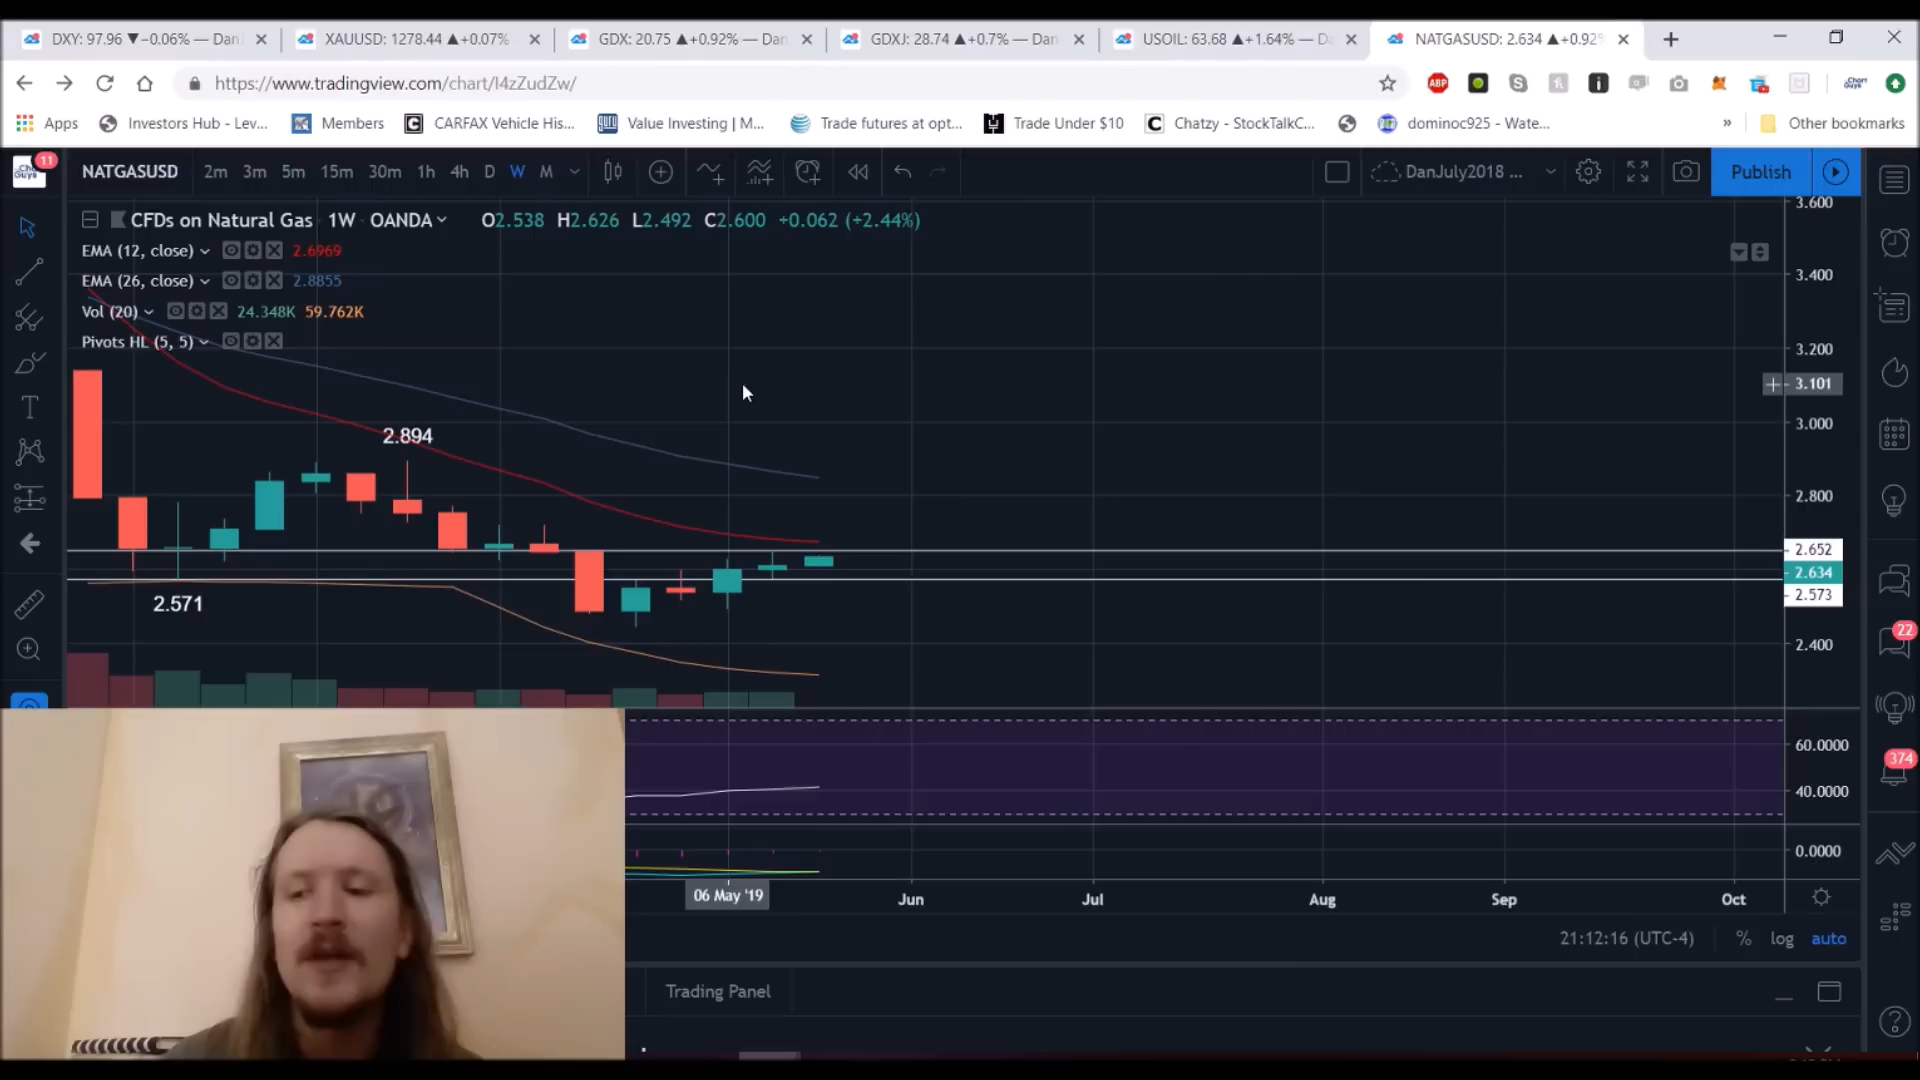 DXY: 97.96 ▼−0.06% — Dan
XAUUSD: 1278.44 ▲+0.07%
GDX: 20.75 ▲+0.92% — Dan
GDXJ: 28.74 ▲+0.7% — Dan
USOIL: 63.68 ▲+1.64% — D
NATGASUSD: 2.634 ▲+0.92%
https://www.tradingview.com/chart/I4zZudZw/
ABP
Apps
Investors Hub - Lev...
Members
CARFAX Vehicle His...
Value Investing | M...
Trade futures at opt...
Trade Under $10
Chatzy - StockTalkC...
dominoc925 - Wate...
»
Other bookmarks
11
NATGASUSD
2m 3m 5m 15m 30m 1h 4h D W M
DanJuly2018 ...
Publish
CFDs on Natural Gas 1W OANDA
O2.538 H2.626 L2.492 C2.600 +0.062 (+2.44%)
EMA (12, close) 2.6969
EMA (26, close) 2.8855
Vol (20) 24.348K 59.762K
Pivots HL (5, 5)
2.894
2.571
3.600
3.400
3.200
3.101
3.000
2.800
2.652
2.634
2.573
2.400
60.0000
40.0000
0.0000
22
374
06 May '19
Jun
Jul
Aug
Sep
Oct
21:12:16 (UTC-4)
% log auto
Trading Panel